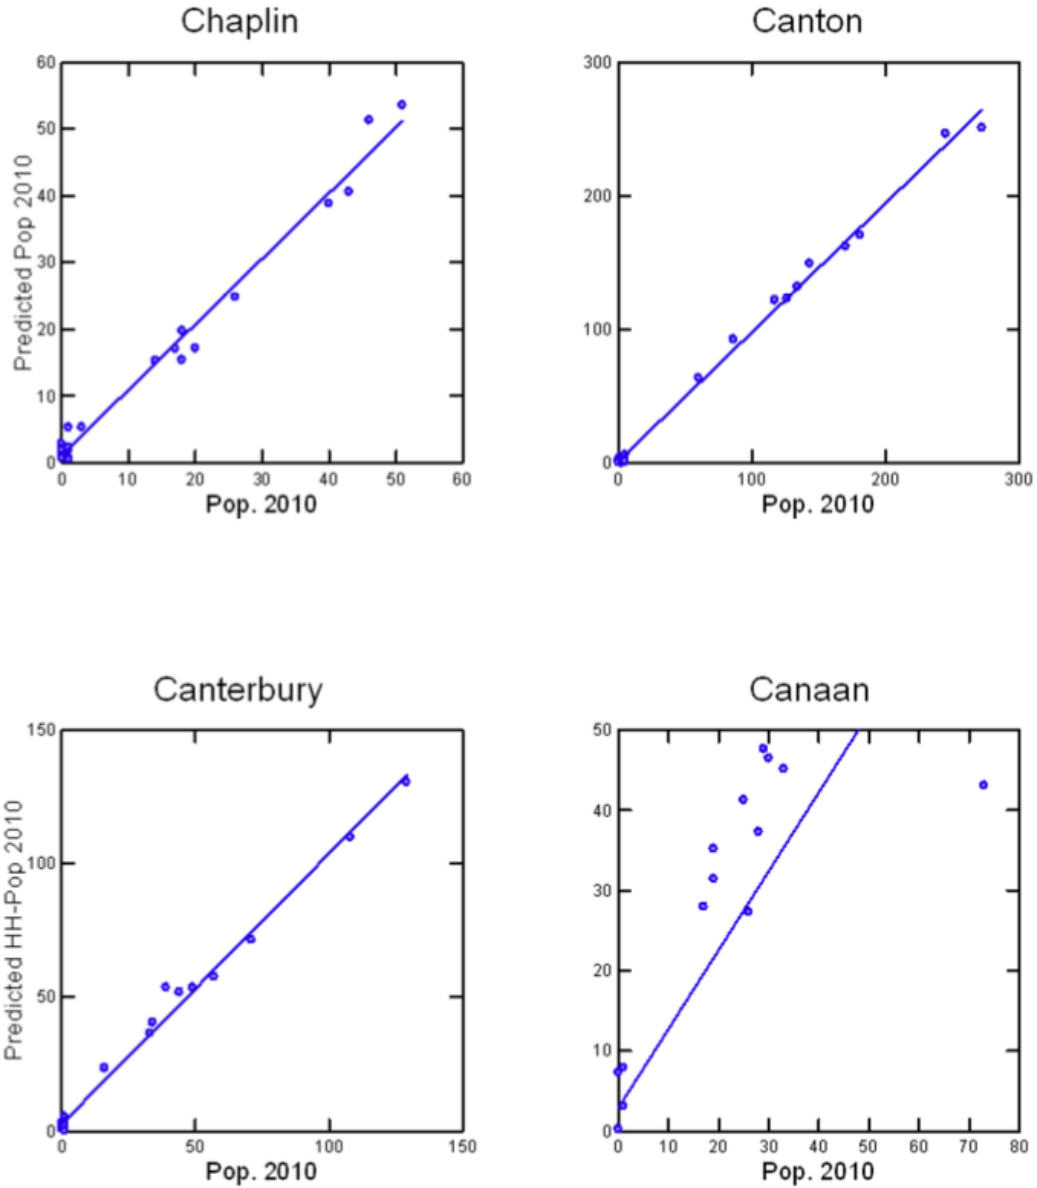 Chaplin
Canton
Predicted Pop 2010
60
50
40
30
20
10
0
0 10 20 30 40 50 60
Pop. 2010
300
200
100
0
0 100 200 300
Pop. 2010
Canterbury
Canaan
Predicted HH-Pop 2010
150
100
50
0
0 50 100 150
Pop. 2010
50
40
30
20
10
0
0 10 20 30 40 50 60 70 80
Pop. 2010